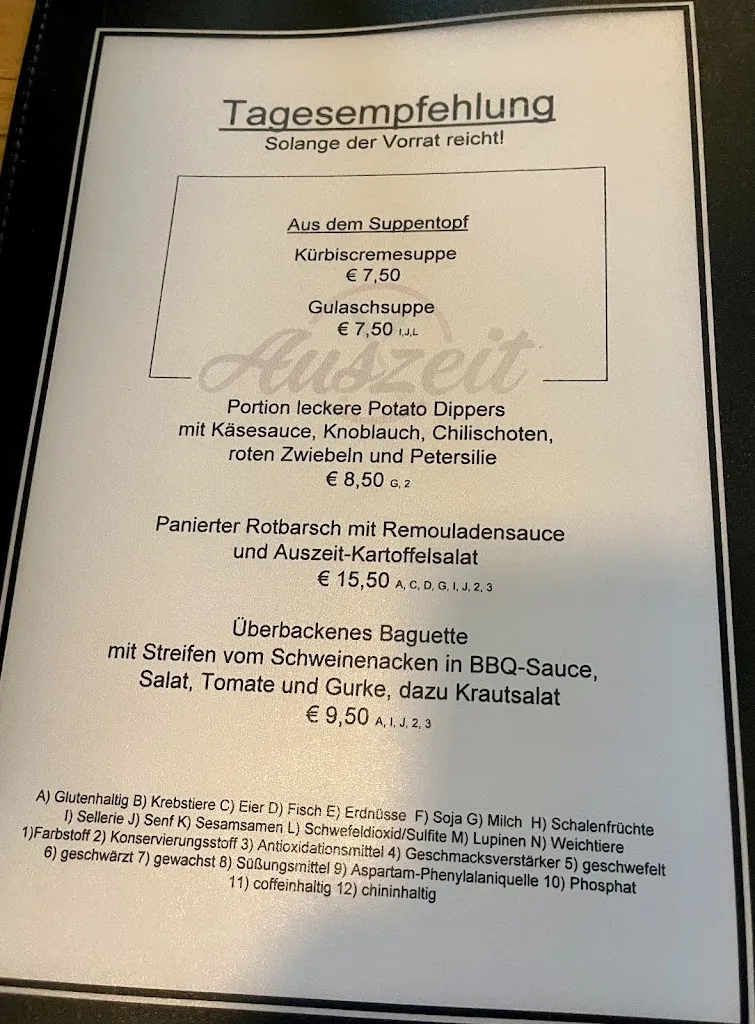 Tagesempfehlung
Solange der Vorrat reicht!
Aus dem Suppentopf
Kürbiscremesuppe
€ 7,50
Gulaschsuppe
€ 7,50 I,J,L
Auszeit
Portion leckere Potato Dippers
mit Käsesauce, Knoblauch, Chilischoten,
roten Zwiebeln und Petersilie
€ 8,50 G, 2
Panierter Rotbarsch mit Remouladensauce
und Auszeit-Kartoffelsalat
€ 15,50 A, C, D, G, I, J, 2, 3
Überbackenes Baguette
mit Streifen vom Schweinenacken in BBQ-Sauce,
Salat, Tomate und Gurke, dazu Krautsalat
€ 9,50 A, I, J, 2, 3
A) Glutenhaltig B) Krebstiere C) Eier D) Fisch E) Erdnüsse F) Soja G) Milch H) Schalenfrüchte
I) Sellerie J) Senf K) Sesamsamen L) Schwefeldioxid/Sulfite M) Lupinen N) Weichtiere
1)Farbstoff 2) Konservierungsstoff 3) Antioxidationsmittel 4) Geschmacksverstärker 5) geschwefelt
6) geschwärzt 7) gewachst 8) Süßungsmittel 9) Aspartam-Phenylalaniquelle 10) Phosphat
11) coffeinhaltig 12) chininhaltig